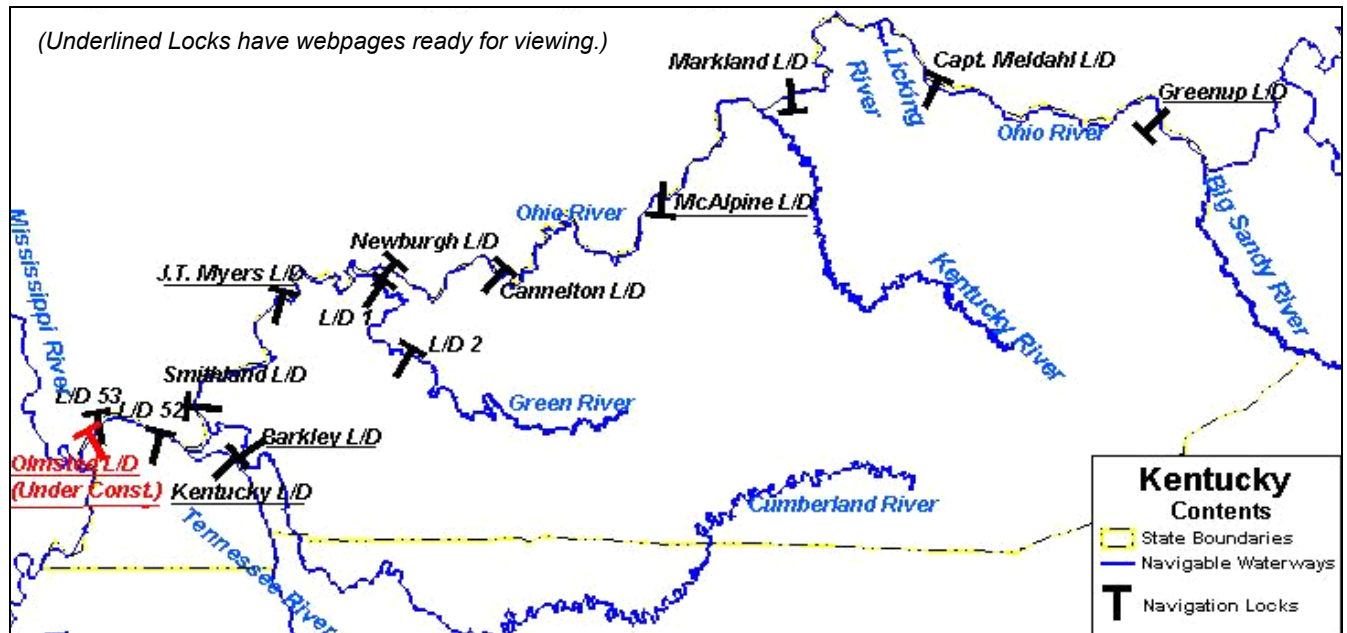 (Underlined Locks have webpages ready for viewing.)
Markland L/D
Licking
River
Capt. Meldahl L/D
Greenup L/D
Ohio River
Big Sandy River
McAlpine L/D
Ohio River
Mississippi River
Newburgh L/D
J.T. Myers L/D
Cannelton L/D
L/D 1
Kentucky River
L/D 2
Smithland L/D
L/D 53
L/D 52
Green River
Barkley L/D
Olmsted L/D
(Under Const.)
Kentucky L/D
Tennessee River
Cumberland River
Kentucky
Contents
State Boundaries
Navigable Waterways
Navigation Locks